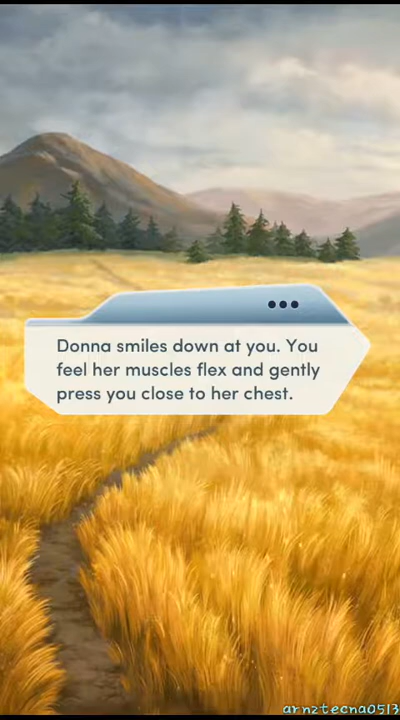 Donna smiles down at you. You
feel her muscles flex and gently
press you close to her chest.
arnztecna0513